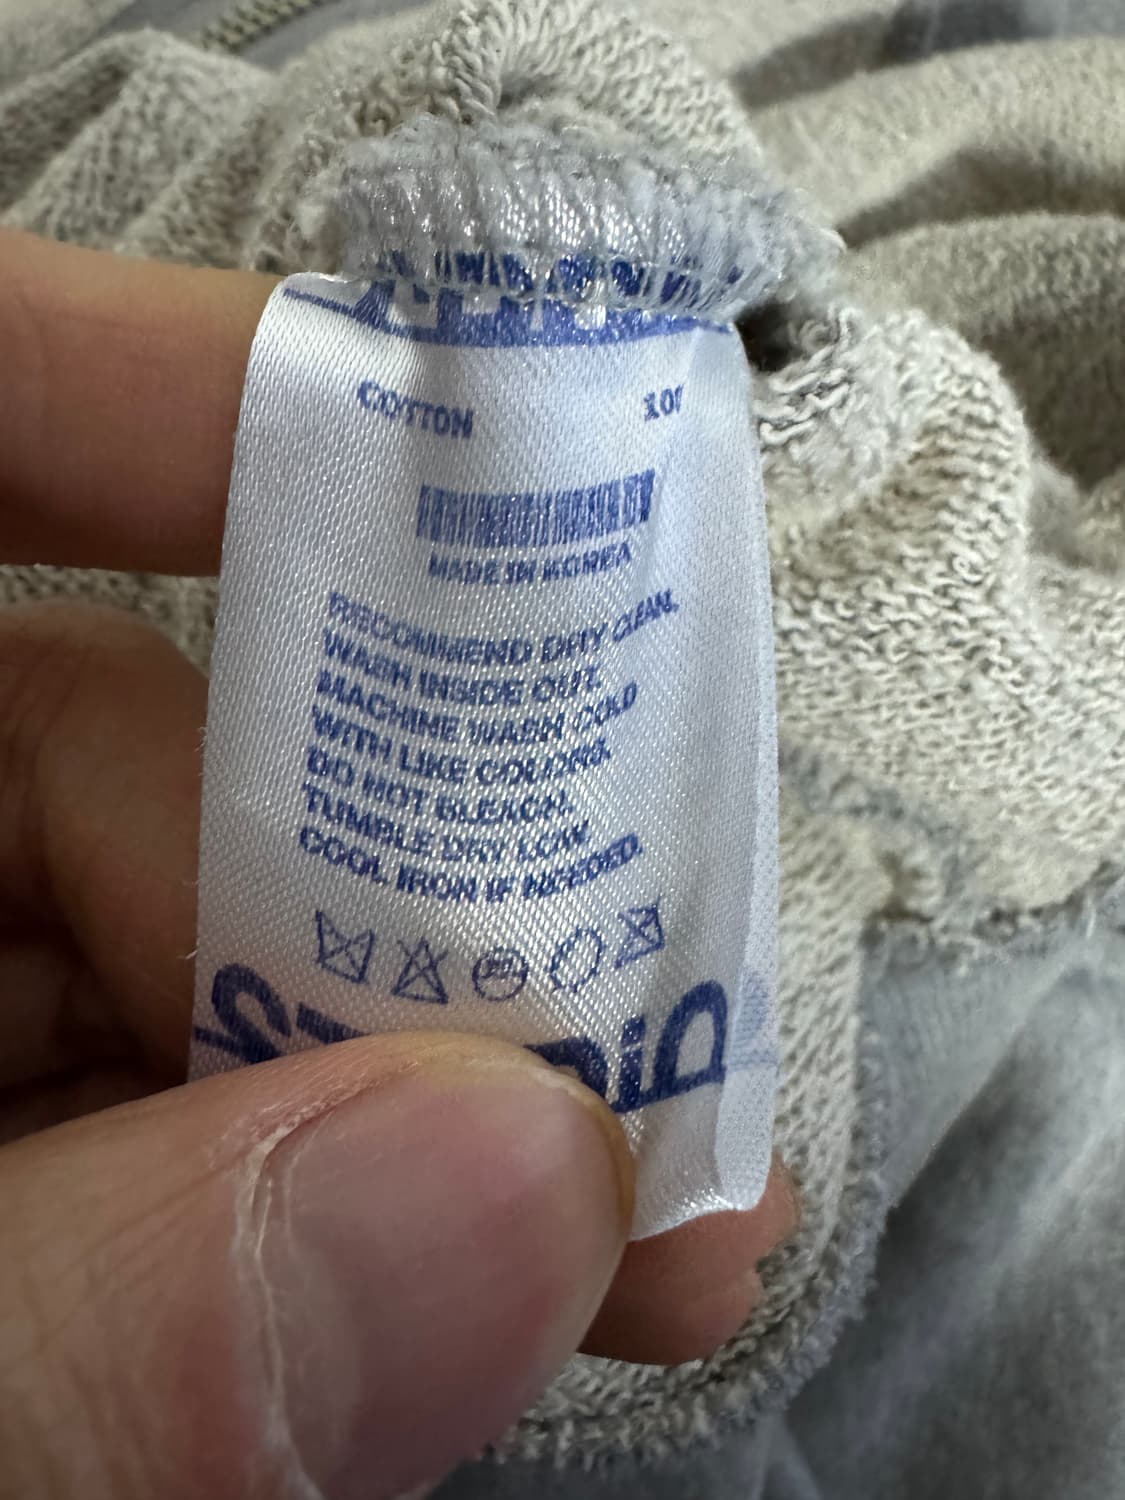 COTTON 100
MADE IN KOREA
RECOMMEND DRY CLEAN.
WASH INSIDE OUT.
MACHINE WASH COLD
WITH LIKE COLORS.
DO NOT BLEACH.
TUMBLE DRY LOW.
COOL IRON IF NEEDED.